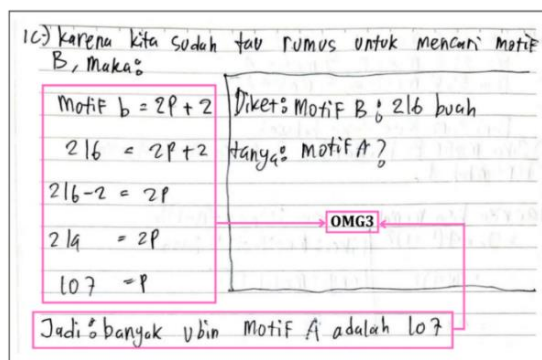 1c.) karena kita sudah tau rumus untuk mencari motif
B, maka:
motif b = 2P + 2
216 = 2P + 2
216-2 = 2P
214 = 2P
107 = P
Diket: Motif B : 216 buah
tanya: motif A?
OMG3
Jadi: banyak ubin motif A adalah 107